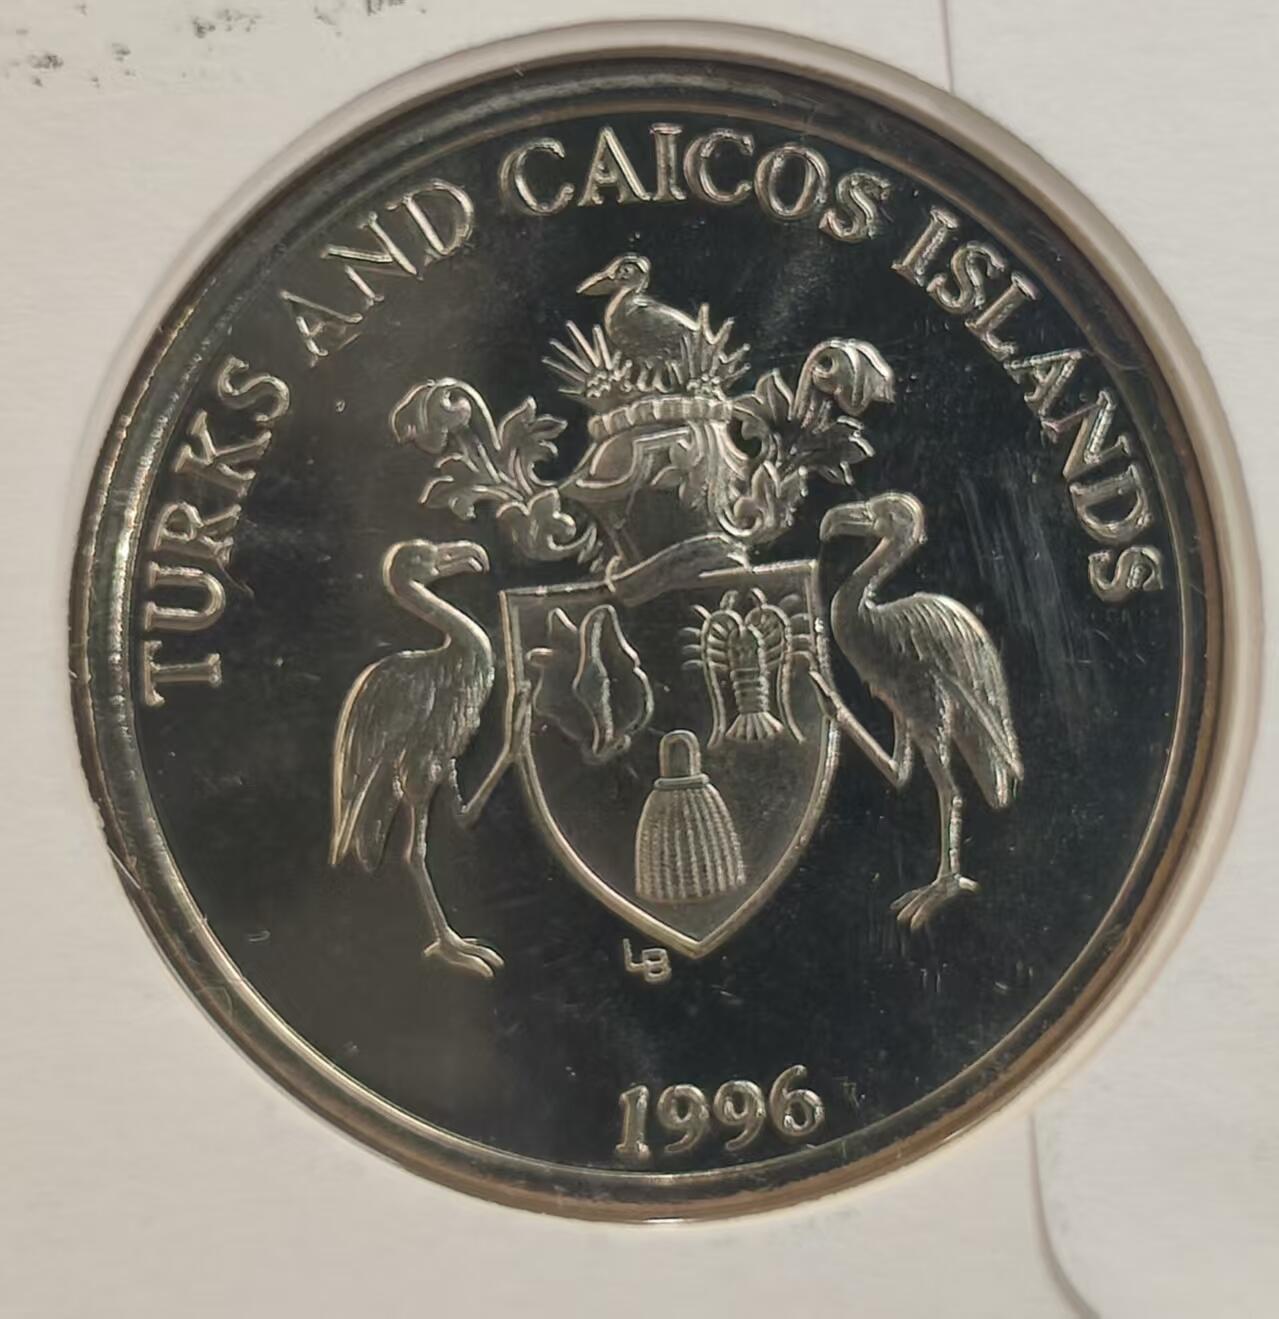 TURKS AND CAICOS ISLANDS
LB
1996